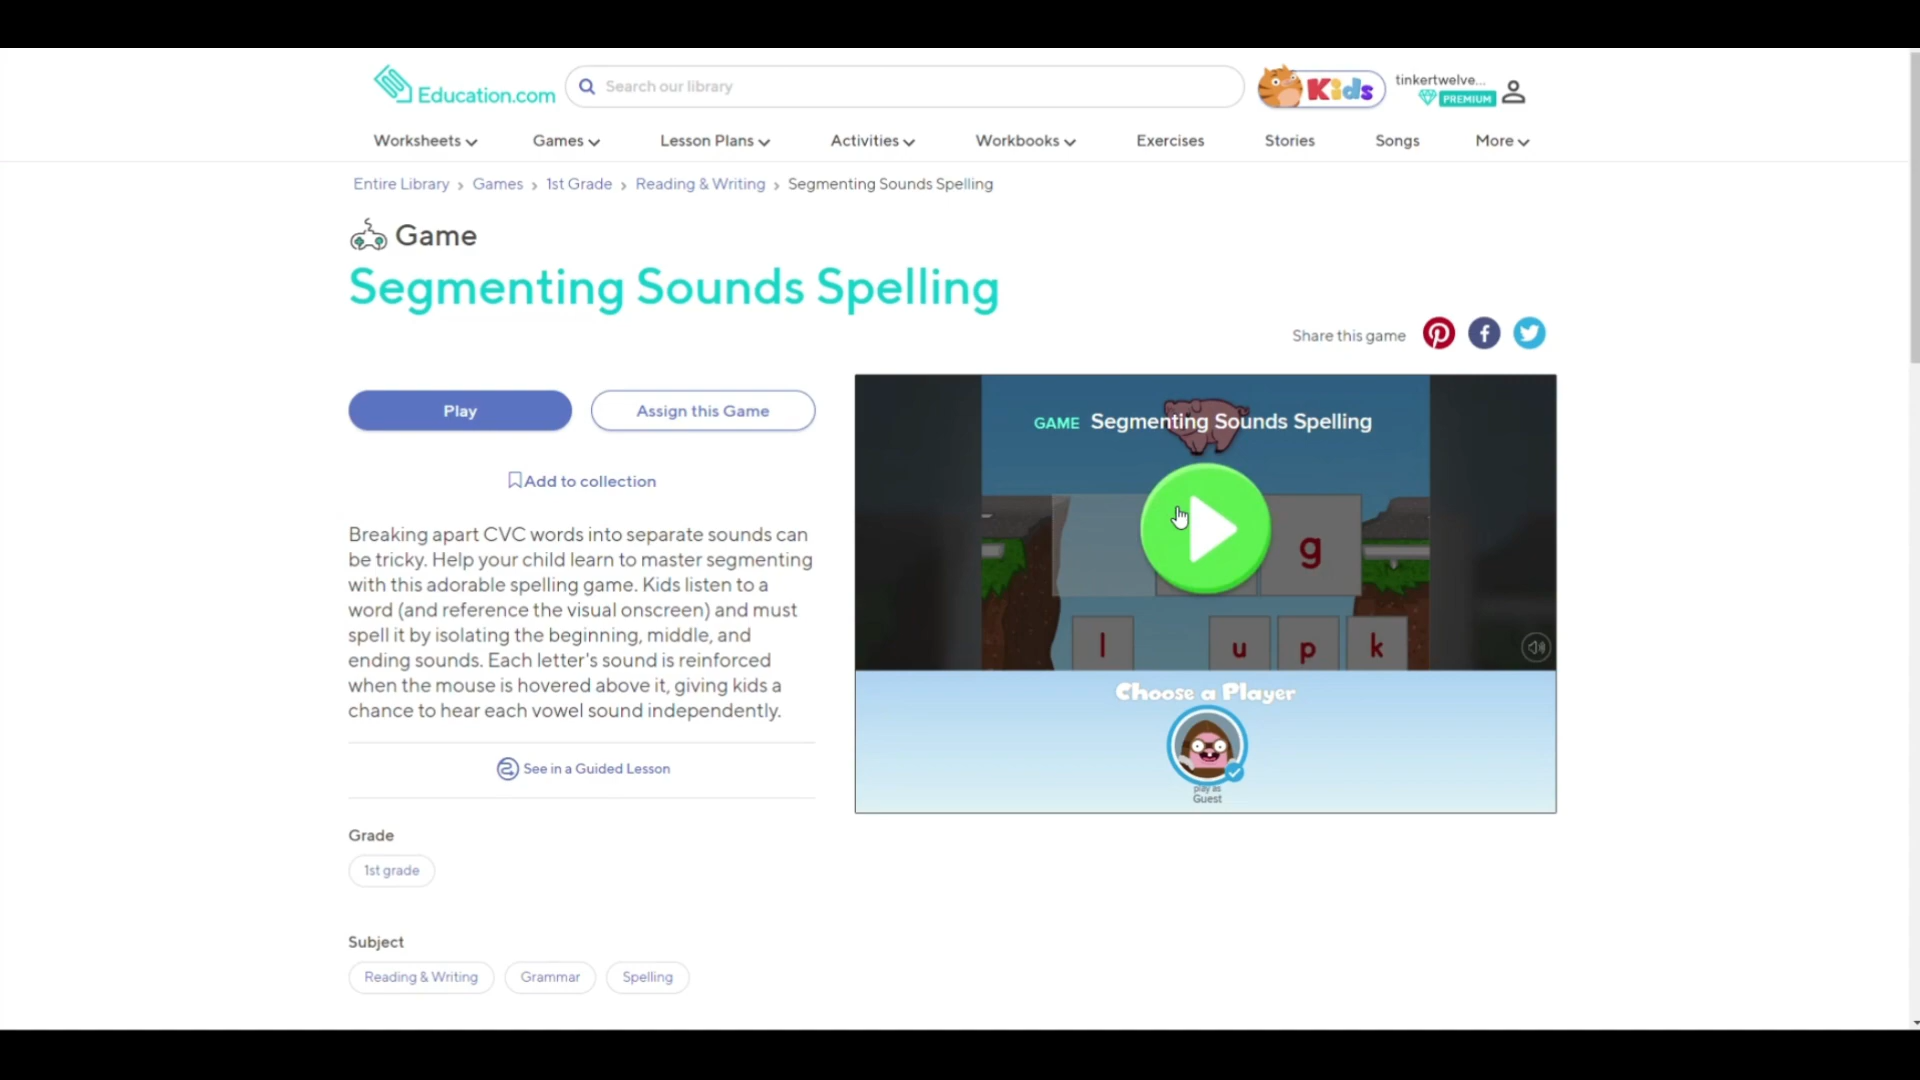 Education.com
Search our library
Kids
tinkertwelve...
PREMIUM
Worksheets
Games
Lesson Plans
Activities
Workbooks
Exercises
Stories
Songs
More
Entire Library > Games > 1st Grade > Reading & Writing > Segmenting Sounds Spelling
Game
Segmenting Sounds Spelling
Share this game
Play
Assign this Game
Add to collection
Breaking apart CVC words into separate sounds can
be tricky. Help your child learn to master segmenting
with this adorable spelling game. Kids listen to a
word (and reference the visual onscreen) and must
spell it by isolating the beginning, middle, and
ending sounds. Each letter's sound is reinforced
when the mouse is hovered above it, giving kids a
chance to hear each vowel sound independently.
See in a Guided Lesson
Grade
1st grade
Subject
Reading & Writing
Grammar
Spelling
GAME Segmenting Sounds Spelling
g
l u p k
Choose a Player
play as
Guest